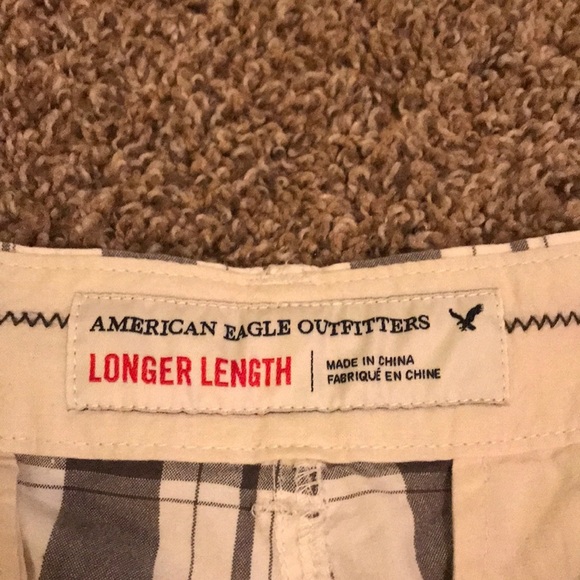 AMERICAN EAGLE OUTFITTERS
LONGER LENGTH
MADE IN CHINA
FABRIQUÉ EN CHINE